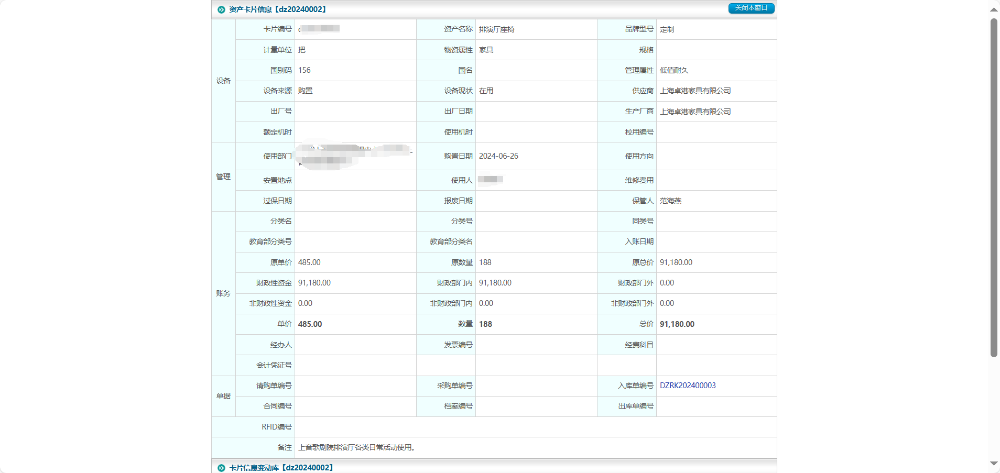 资产卡片信息【dz20240002】 关闭本窗口
设备
卡片编号 资产名称 排演厅座椅 品牌型号 定制
计量单位 把 物资属性 家具 规格
国别码 156 国名 管理属性 低值耐久
设备来源 购置 设备现状 在用 供应商 上海卓港家具有限公司
出厂号 出厂日期 生产厂商 上海卓港家具有限公司
额定机时 使用机时 校用编号
管理
使用部门 购置日期 2024-06-26 使用方向
安置地点 使用人 维修费用
过保日期 报废日期 保管人 范海燕
账务
分类名 分类号 同类号
教育部分类号 教育部分类名 入账日期
原单价 485.00 原数量 188 原总价 91,180.00
财政性资金 91,180.00 财政部门内 91,180.00 财政部门外 0.00
非财政性资金 0.00 非财政部门内 0.00 非财政部门外 0.00
单价 485.00 数量 188 总价 91,180.00
经办人 发票编号 经费科目
会计凭证号
单据
请购单编号 采购单编号 入库单编号 DZRK202400003
合同编号 档案编号 出库单编号
RFID编号
备注 上音歌剧院排演厅各类日常活动使用。
卡片信息变动库【dz20240002】